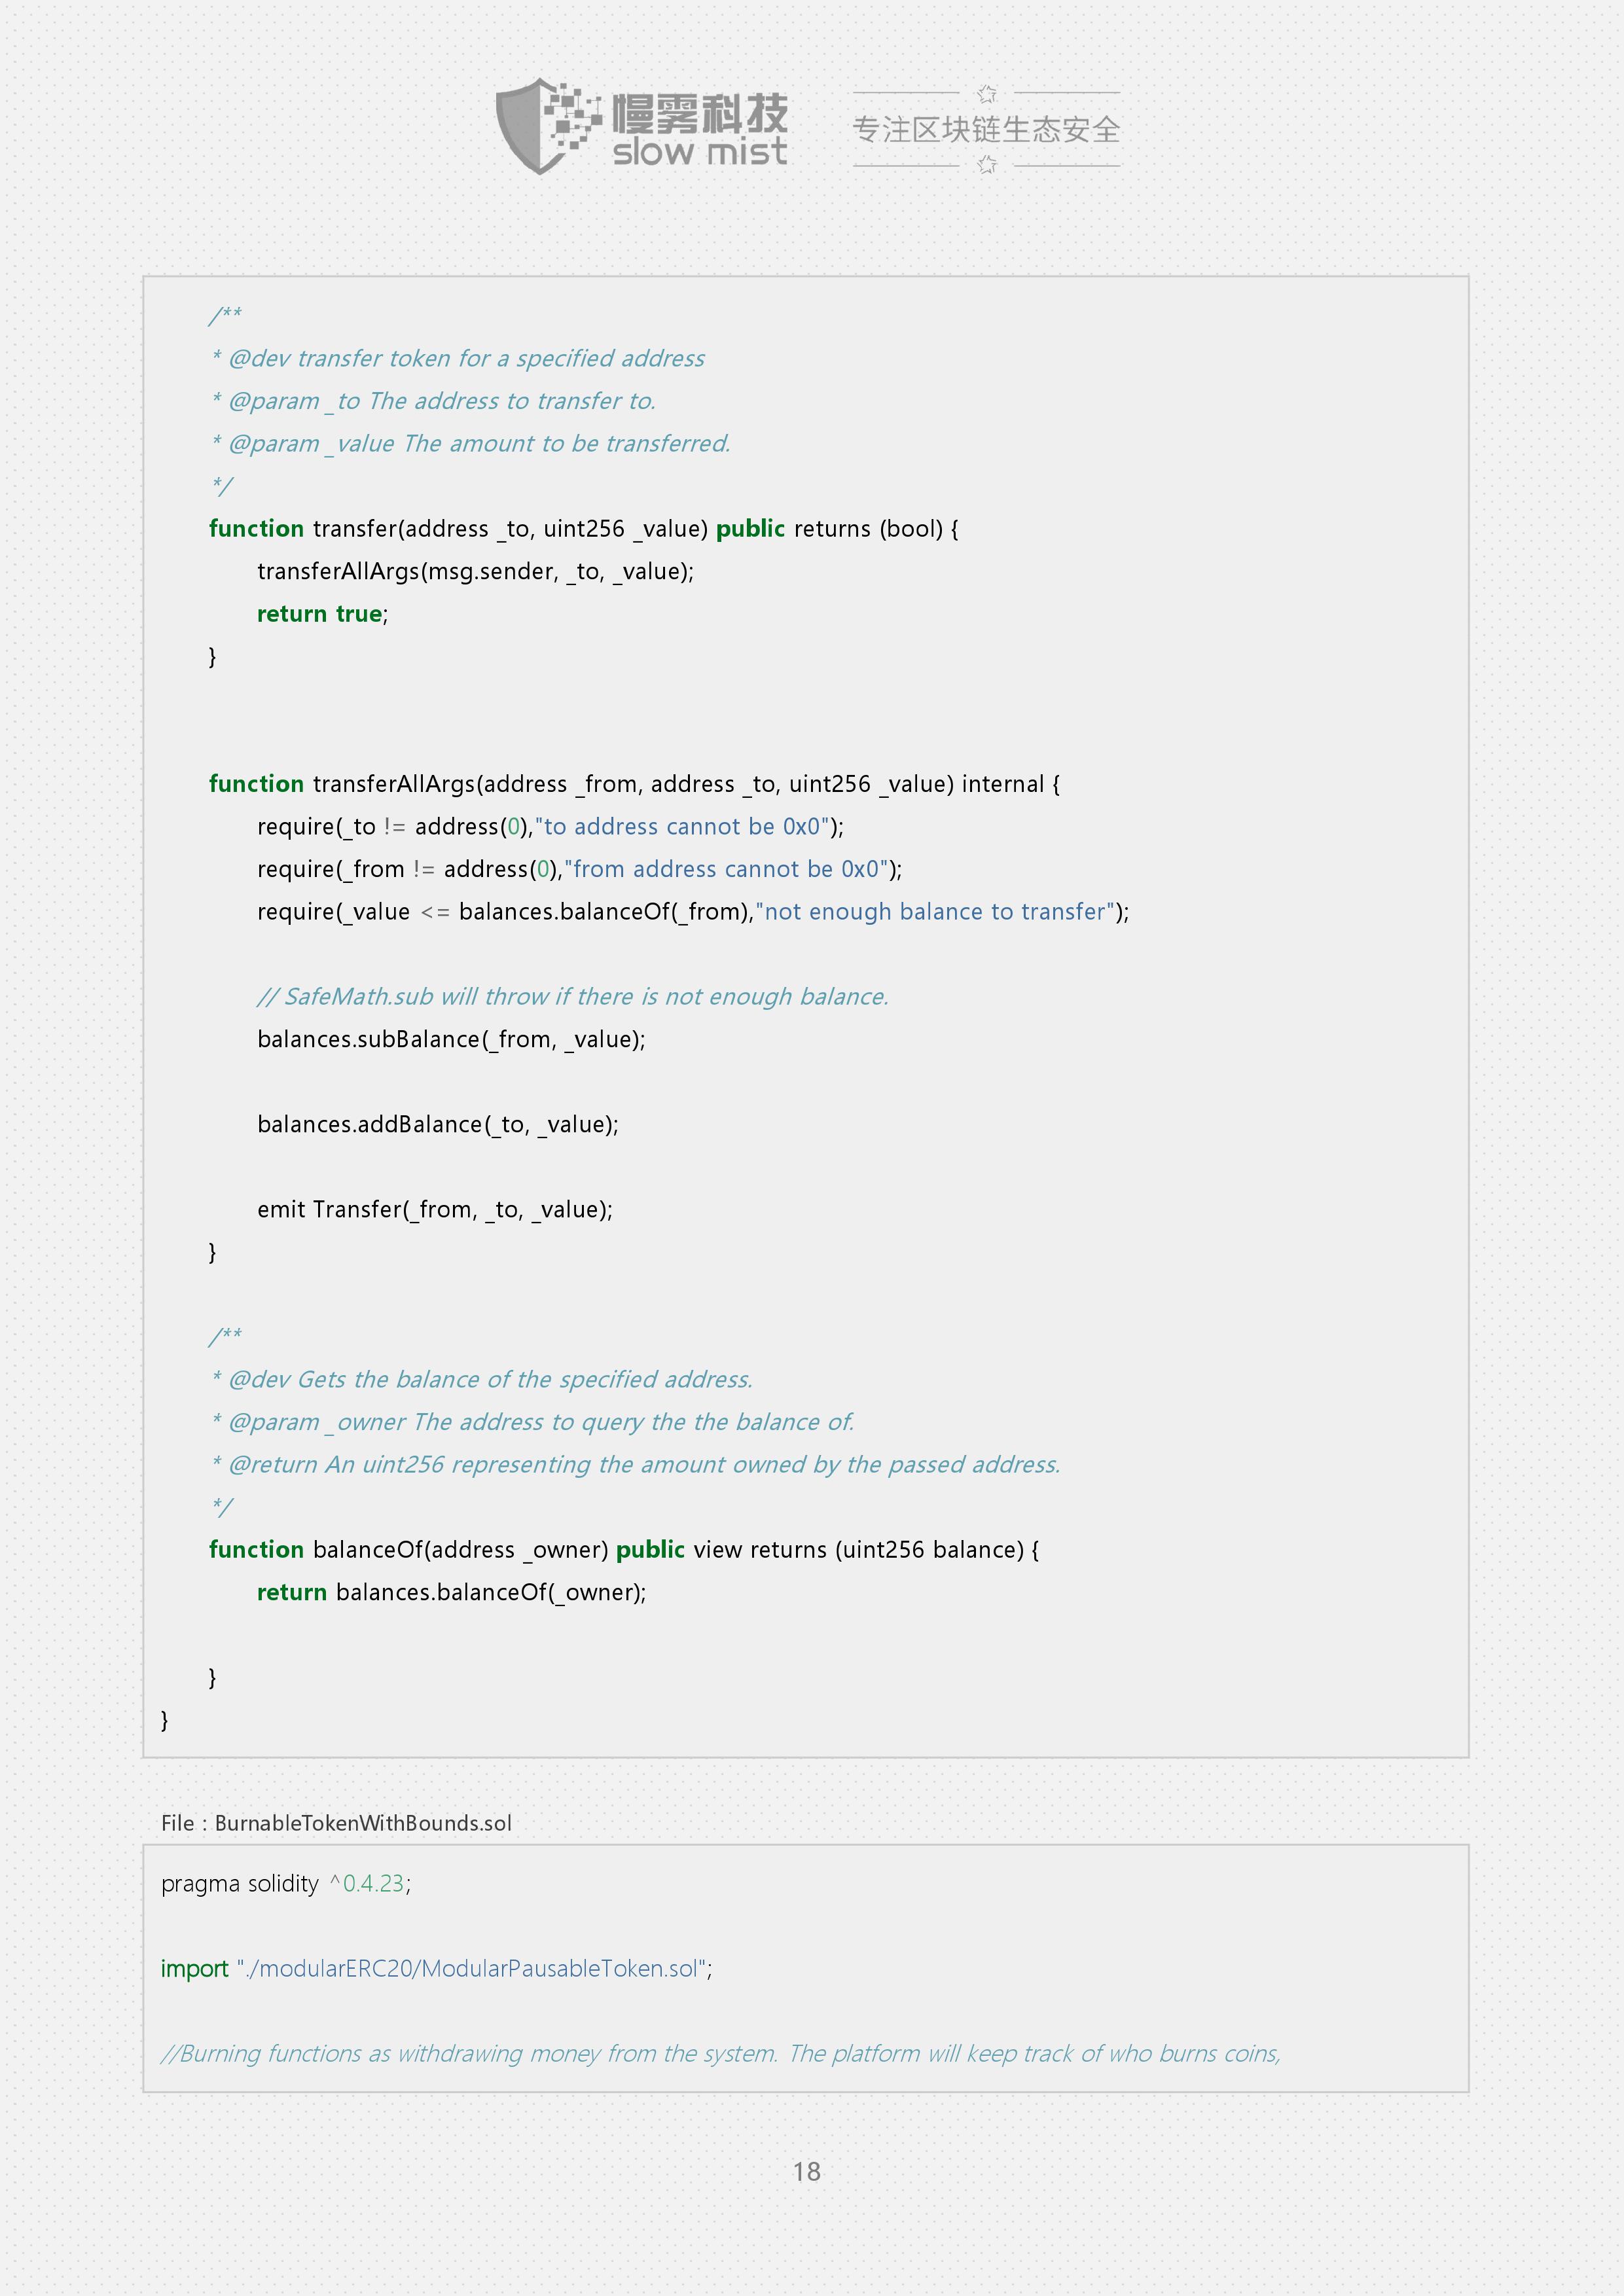 慢雾科技
slow mist
专注区块链生态安全
/**
* @dev transfer token for a specified address
* @param _to The address to transfer to.
* @param _value The amount to be transferred.
*/
function transfer(address _to, uint256 _value) public returns (bool) {
transferAllArgs(msg.sender, _to, _value);
return true;
}
function transferAllArgs(address _from, address _to, uint256 _value) internal {
require(_to != address(0),"to address cannot be 0x0");
require(_from != address(0),"from address cannot be 0x0");
require(_value <= balances.balanceOf(_from),"not enough balance to transfer");
// SafeMath.sub will throw if there is not enough balance.
balances.subBalance(_from, _value);
balances.addBalance(_to, _value);
emit Transfer(_from, _to, _value);
}
/**
* @dev Gets the balance of the specified address.
* @param _owner The address to query the the balance of.
* @return An uint256 representing the amount owned by the passed address.
*/
function balanceOf(address _owner) public view returns (uint256 balance) {
return balances.balanceOf(_owner);
}
}
File : BurnableTokenWithBounds.sol
pragma solidity ^0.4.23;
import "./modularERC20/ModularPausableToken.sol";
//Burning functions as withdrawing money from the system. The platform will keep track of who burns coins,
18